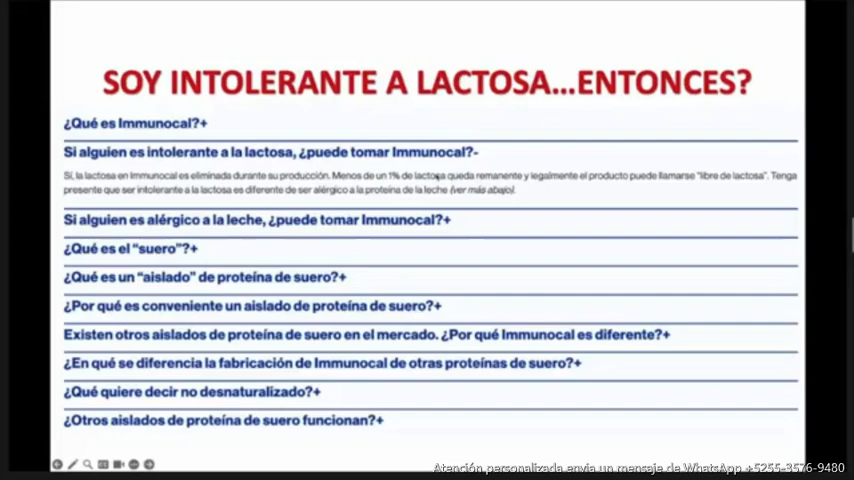 SOY INTOLERANTE A LACTOSA...ENTONCES?
¿Qué es Immunocal?+
Si alguien es intolerante a la lactosa, ¿puede tomar Immunocal?-
Sí, la lactosa en Immunocal es eliminada durante su producción. Menos de un 1% de lactosa queda remanente y legalmente el producto puede llamarse "libre de lactosa". Tenga
presente que ser intolerante a la lactosa es diferente de ser alérgico a la proteína de la leche (ver más abajo).
Si alguien es alérgico a la leche, ¿puede tomar Immunocal?+
¿Qué es el “suero”?+
¿Qué es un “aislado” de proteína de suero?+
¿Por qué es conveniente un aislado de proteína de suero?+
Existen otros aislados de proteína de suero en el mercado. ¿Por qué Immunocal es diferente?+
¿En qué se diferencia la fabricación de Immunocal de otras proteínas de suero?+
¿Qué quiere decir no desnaturalizado?+
¿Otros aislados de proteína de suero funcionan?+
Atención personalizada envia un mensaje de WhatsApp +5255-3576-9480